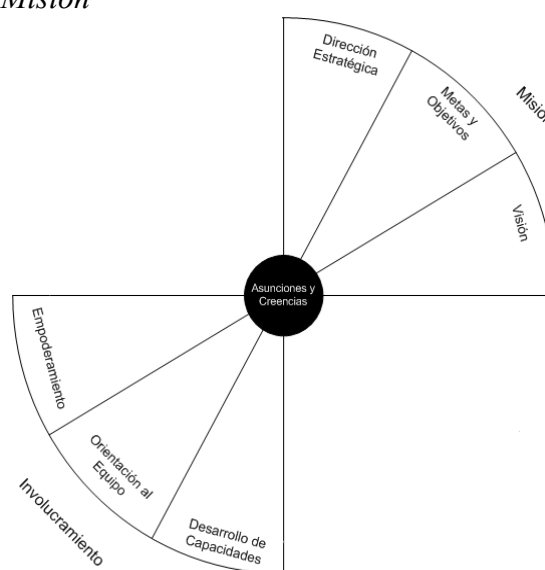 Misión
Dirección
Estratégica
Metas y
Objetivos
Misión
Visión
Asunciones y
Creencias
Empoderamiento
Orientación al
Equipo
Involucramiento
Desarrollo de
Capacidades